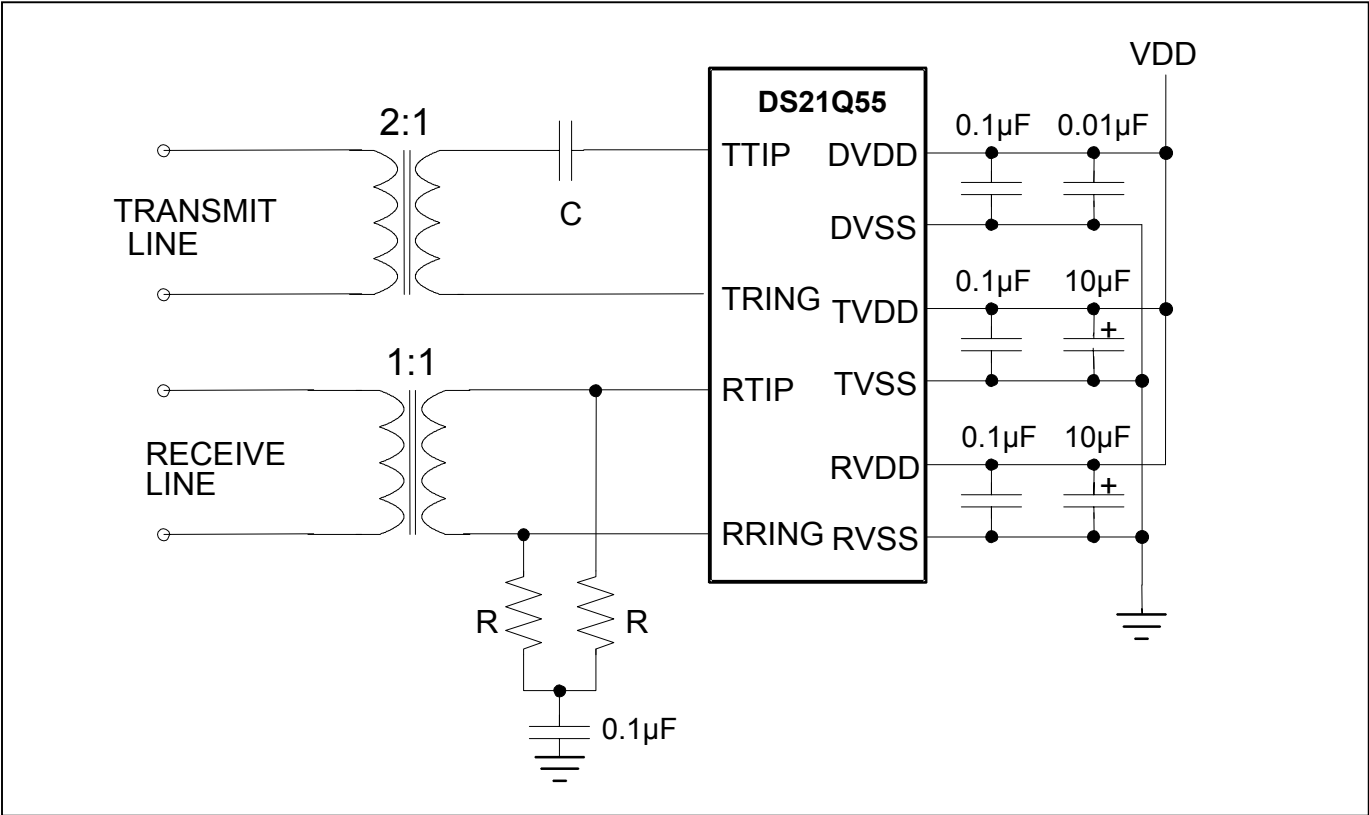 VDD
DS21Q55
2:1
0.1µF 0.01µF
TTIP DVDD
TRANSMIT
LINE
C
DVSS
0.1µF 10µF
TRING TVDD
+
1:1
RTIP TVSS
0.1µF 10µF
RECEIVE
LINE
RVDD
+
RRING RVSS
R R
0.1µF